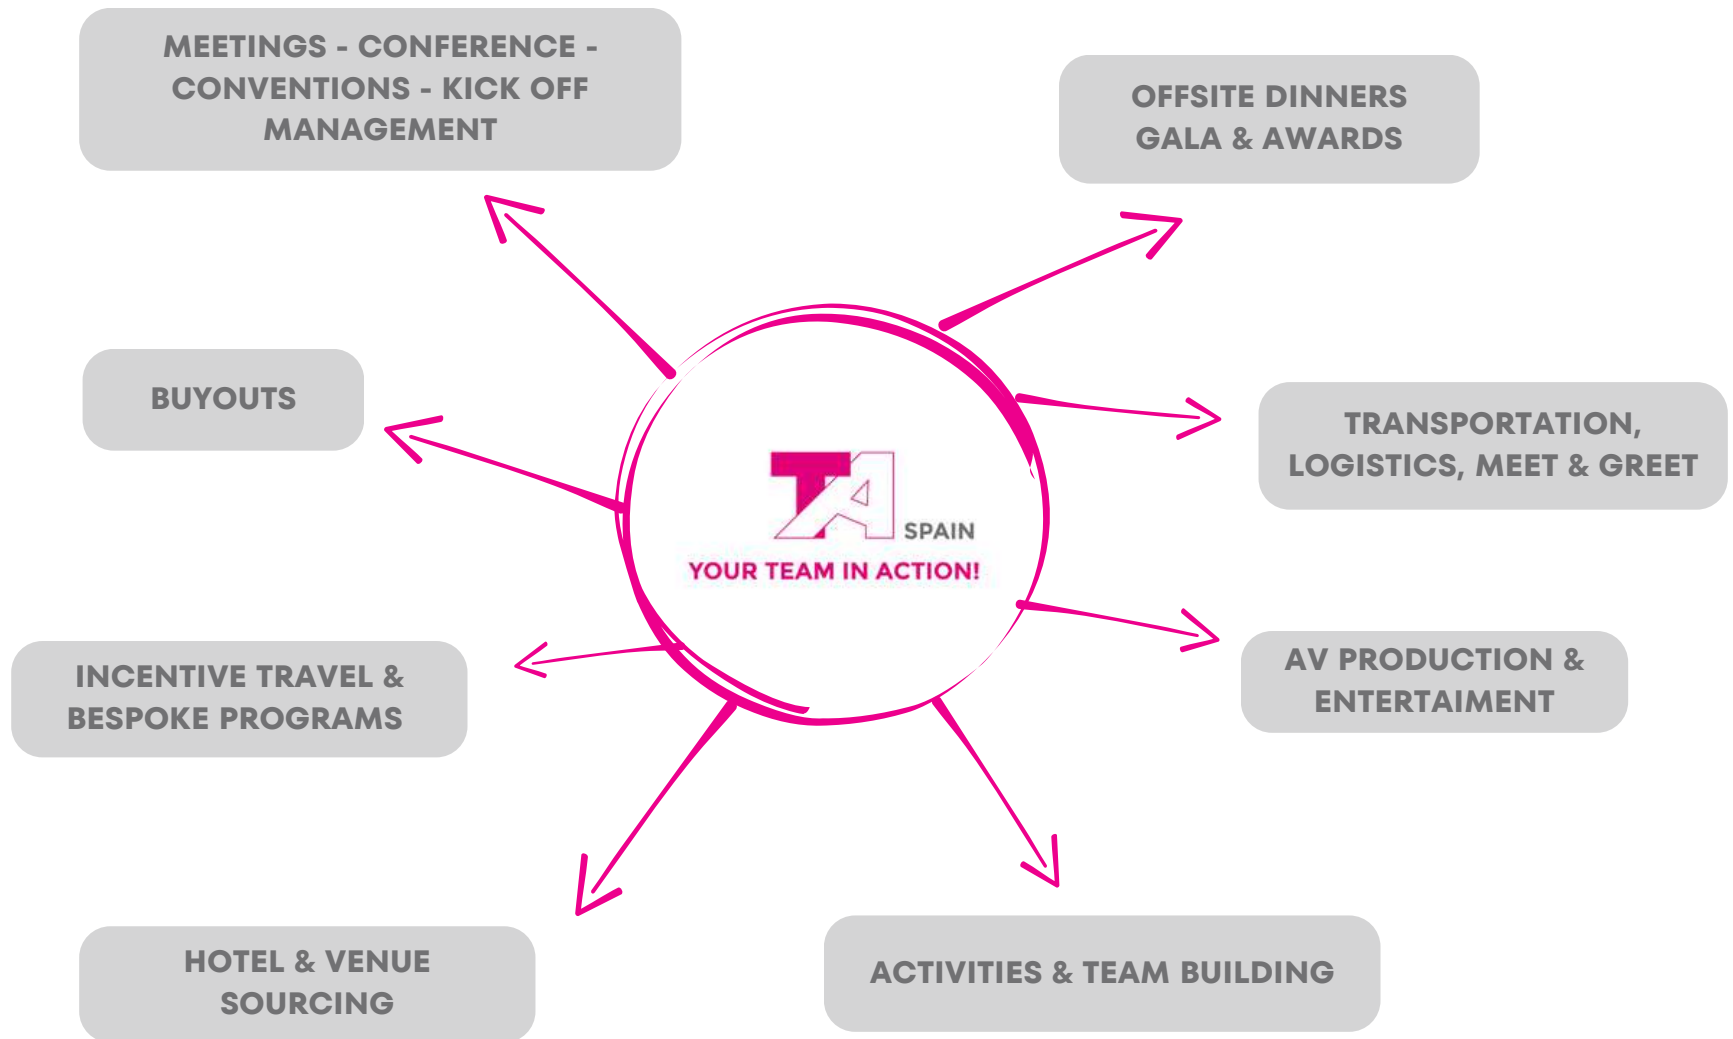 MEETINGS - CONFERENCE -
CONVENTIONS - KICK OFF
MANAGEMENT
OFFSITE DINNERS
GALA & AWARDS
BUYOUTS
TRANSPORTATION,
LOGISTICS, MEET & GREET
TA SPAIN
YOUR TEAM IN ACTION!
INCENTIVE TRAVEL &
BESPOKE PROGRAMS
AV PRODUCTION &
ENTERTAIMENT
HOTEL & VENUE
SOURCING
ACTIVITIES & TEAM BUILDING